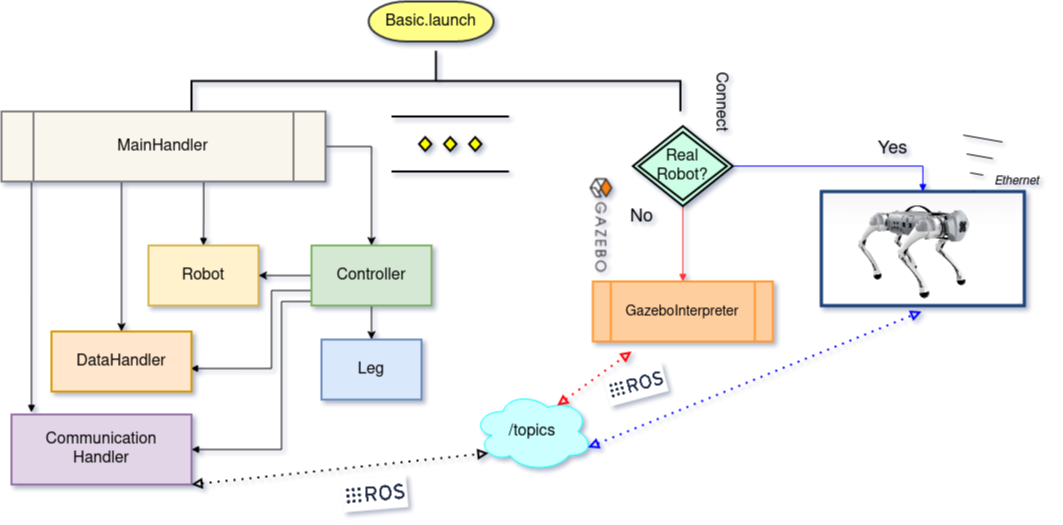 Basic.launch
Connect
MainHandler
Real
Robot?
Yes
Ethernet
No
GAZEBO
Robot
Controller
GazeboInterpreter
DataHandler
Leg
ROS
/topics
Communication
Handler
ROS